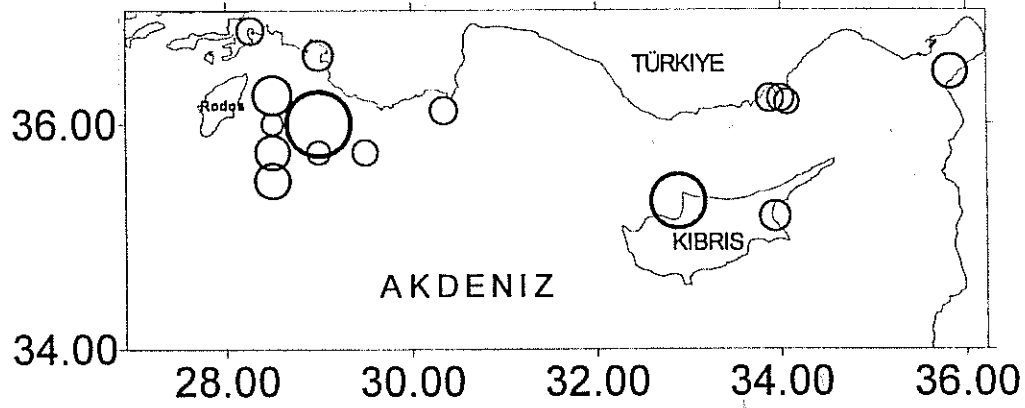 TÜRKIYE
Rodos
36.00
KIBRIS
AKDENIZ
34.00
28.00 30.00 32.00 34.00 36.00